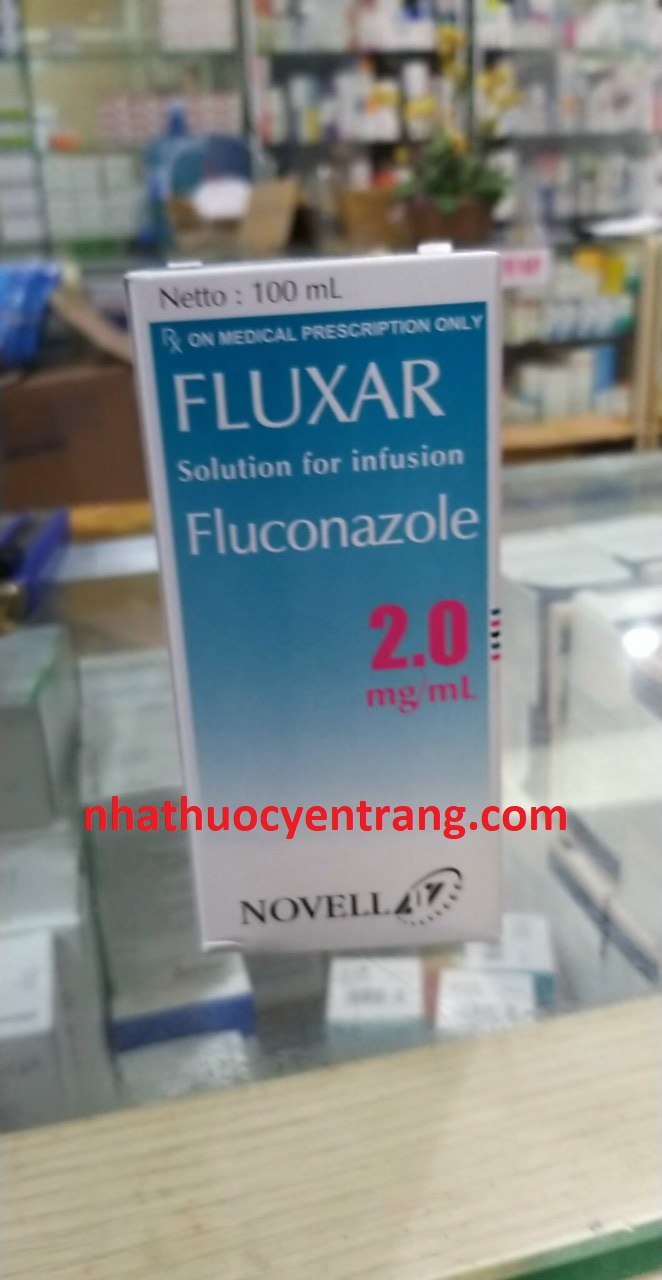 Netto : 100 mL
Rx ON MEDICAL PRESCRIPTION ONLY
FLUXAR
Solution for infusion
Fluconazole
2.0
mg/mL
nhathuocyentrang.com
NOVELL